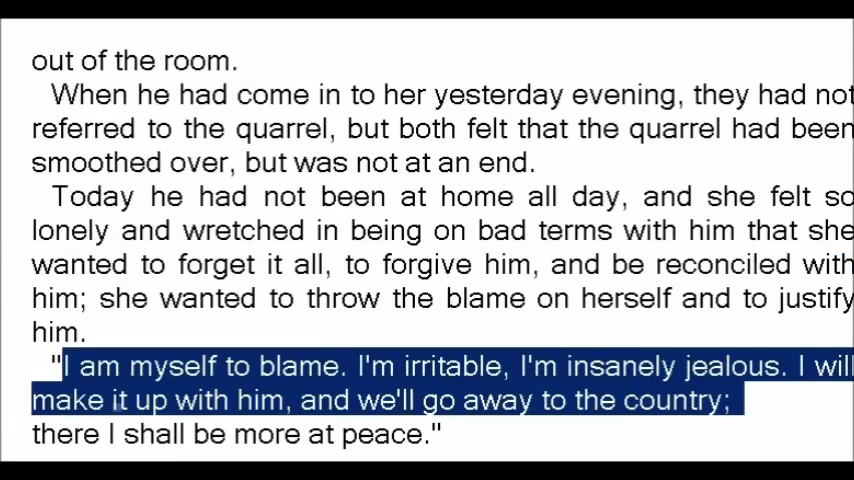 out of the room.
When he had come in to her yesterday evening, they had not
referred to the quarrel, but both felt that the quarrel had been
smoothed over, but was not at an end.
Today he had not been at home all day, and she felt so
lonely and wretched in being on bad terms with him that she
wanted to forget it all, to forgive him, and be reconciled with
him; she wanted to throw the blame on herself and to justify
him.
"I am myself to blame. I'm irritable, I'm insanely jealous. I will
make it up with him, and we'll go away to the country;
there I shall be more at peace."